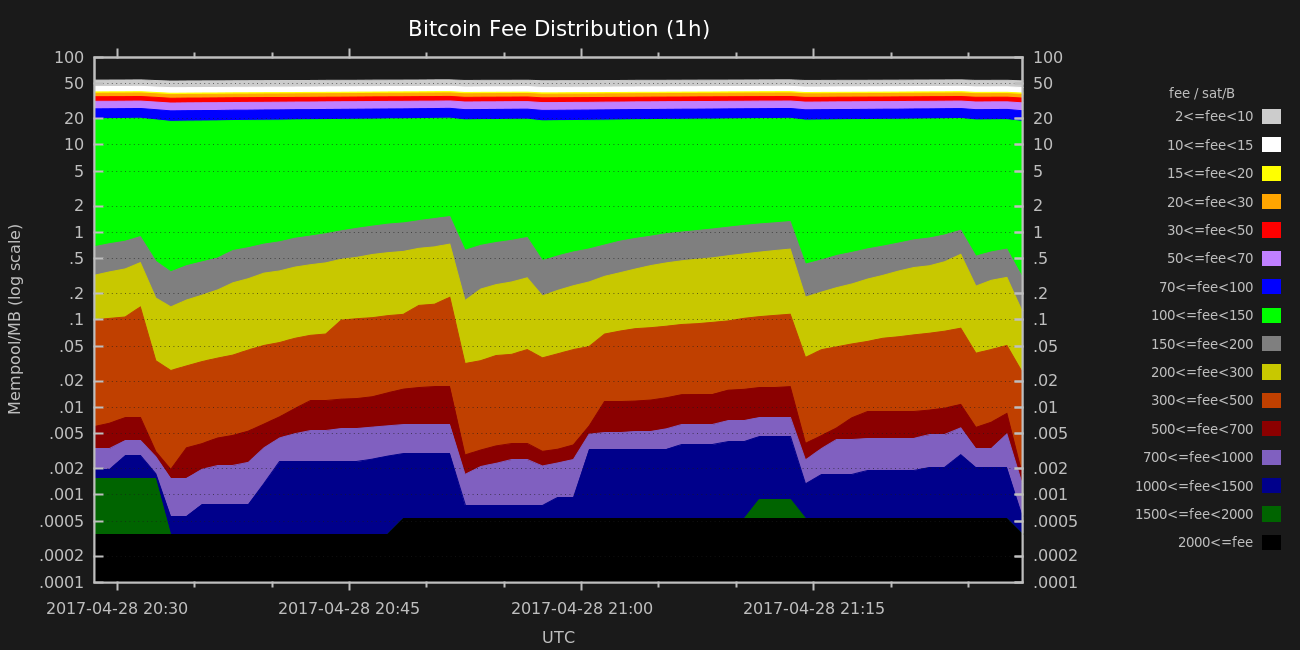 Bitcoin Fee Distribution (1h)
Mempool/MB (log scale)
100
50
20
10
5
2
1
.5
.2
.1
.05
.02
.01
.005
.002
.001
.0005
.0002
.0001
100
50
20
10
5
2
1
.5
.2
.1
.05
.02
.01
.005
.002
.001
.0005
.0002
.0001
2017-04-28 20:30
2017-04-28 20:45
2017-04-28 21:00
2017-04-28 21:15
UTC
fee / sat/B
2<=fee<10
10<=fee<15
15<=fee<20
20<=fee<30
30<=fee<50
50<=fee<70
70<=fee<100
100<=fee<150
150<=fee<200
200<=fee<300
300<=fee<500
500<=fee<700
700<=fee<1000
1000<=fee<1500
1500<=fee<2000
2000<=fee